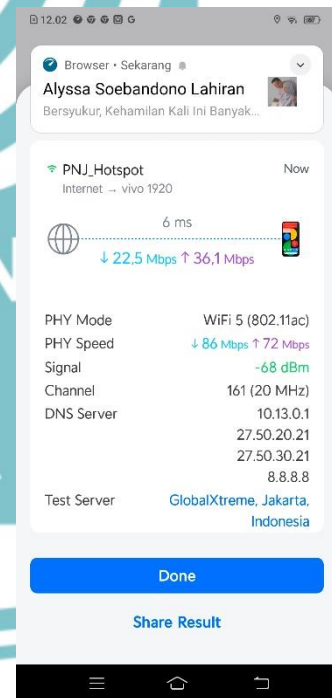 12.02
Browser • Sekarang
Alyssa Soebandono Lahiran
Bersyukur, Kehamilan Kali Ini Banyak...
PNJ_Hotspot Now
Internet → vivo 1920
6 ms
↓ 22,5 Mbps ↑ 36,1 Mbps
PHY Mode WiFi 5 (802.11ac)
PHY Speed ↓ 86 Mbps ↑ 72 Mbps
Signal -68 dBm
Channel 161 (20 MHz)
DNS Server 10.13.0.1
27.50.20.21
27.50.30.21
8.8.8.8
Test Server GlobalXtreme, Jakarta,
Indonesia
Done
Share Result